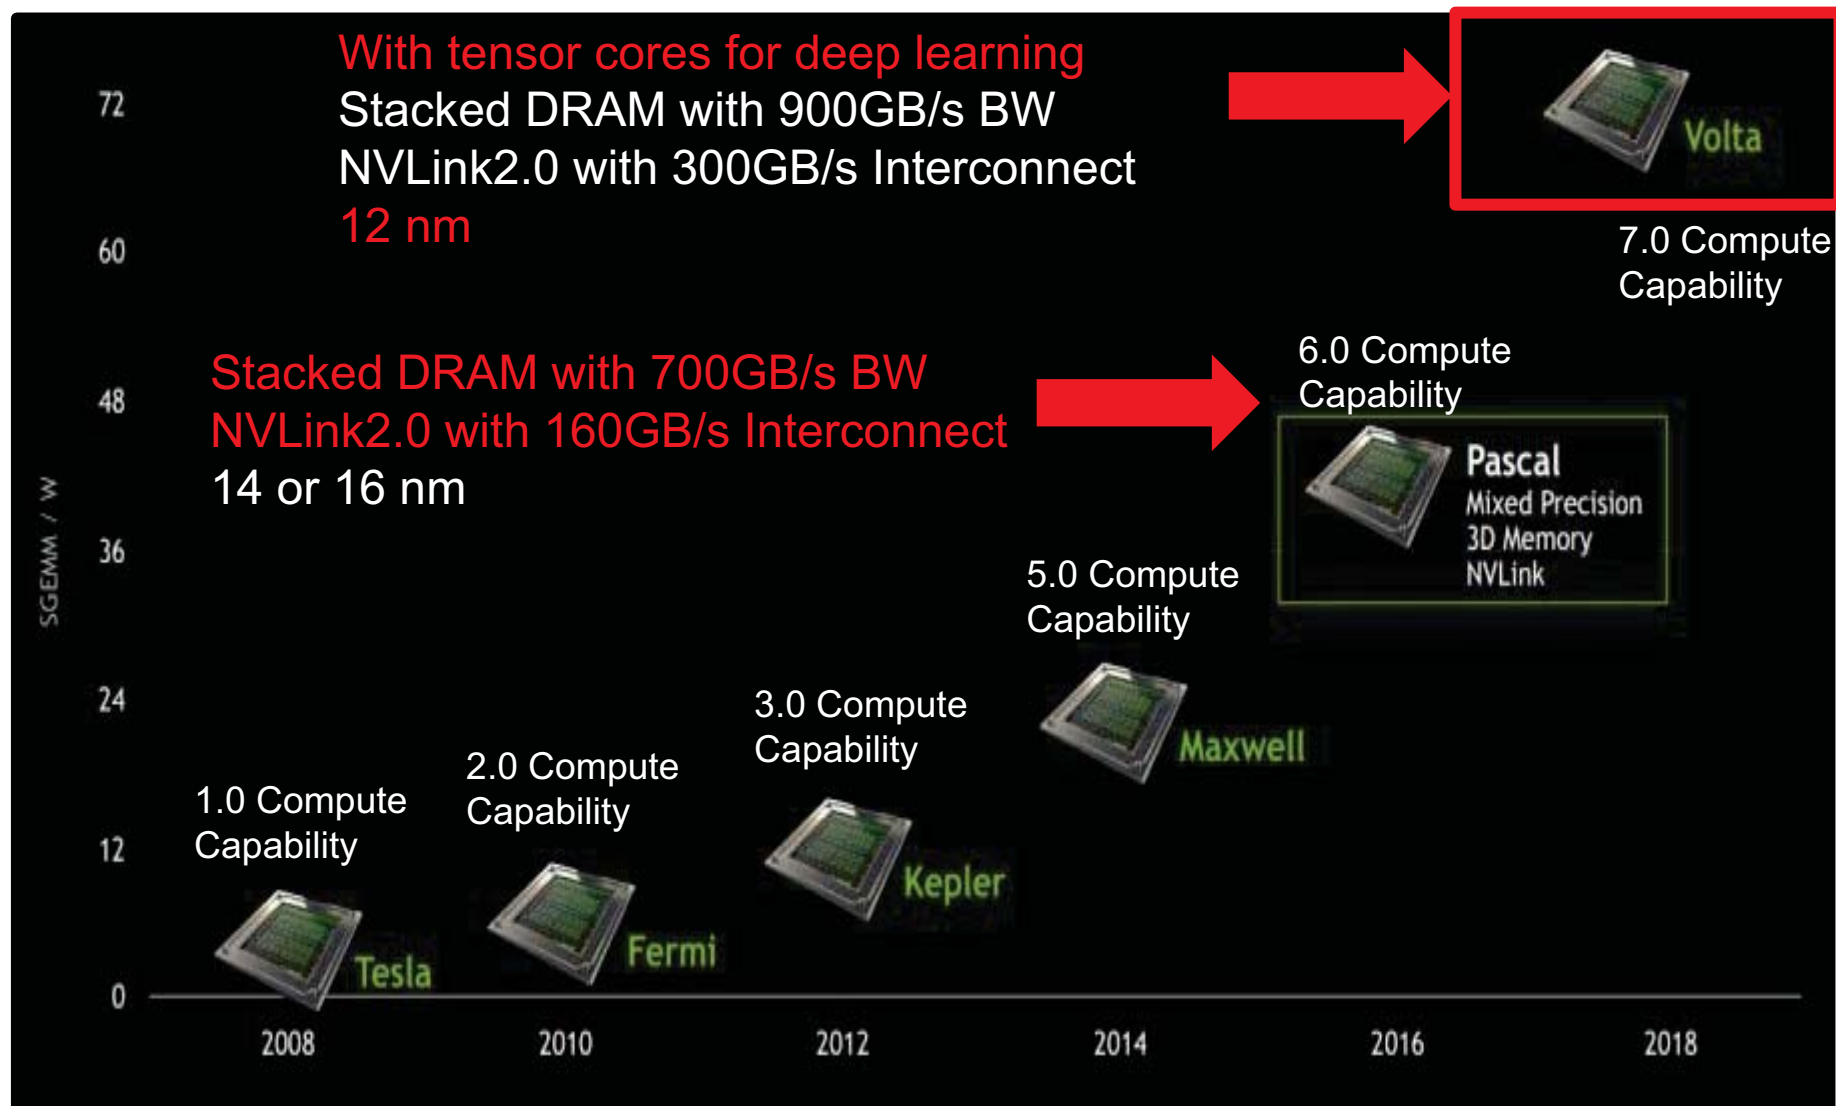 With tensor cores for deep learning
Stacked DRAM with 900GB/s BW
NVLink2.0 with 300GB/s Interconnect
12 nm
Volta
7.0 Compute
Capability
Stacked DRAM with 700GB/s BW
NVLink2.0 with 160GB/s Interconnect
14 or 16 nm
6.0 Compute
Capability
Pascal
Mixed Precision
3D Memory
NVLink
5.0 Compute
Capability
Maxwell
3.0 Compute
Capability
Kepler
2.0 Compute
Capability
Fermi
1.0 Compute
Capability
Tesla
SGEMM / W
72
60
48
36
24
12
0
2008
2010
2012
2014
2016
2018